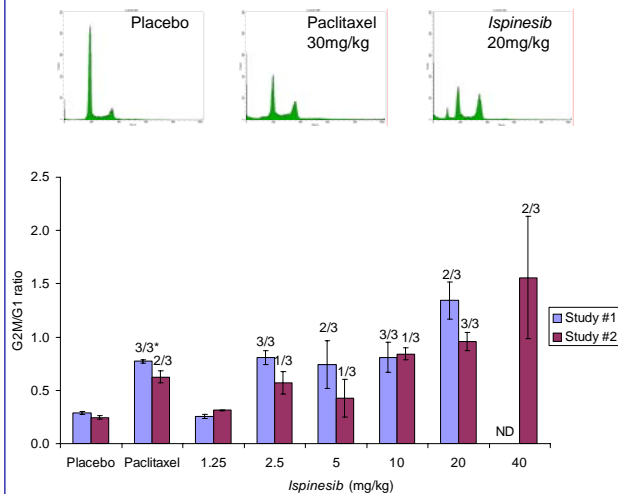 Placebo
Paclitaxel
30mg/kg
Ispinesib
20mg/kg
G2M/G1 ratio
2.5
2.0
1.5
1.0
0.5
0.0
3/3*
2/3
3/3
1/3
2/3
1/3
3/3
1/3
2/3
3/3
ND
2/3
Study #1
Study #2
Placebo
Paclitaxel
1.25
2.5
5
10
20
40
Ispinesib (mg/kg)